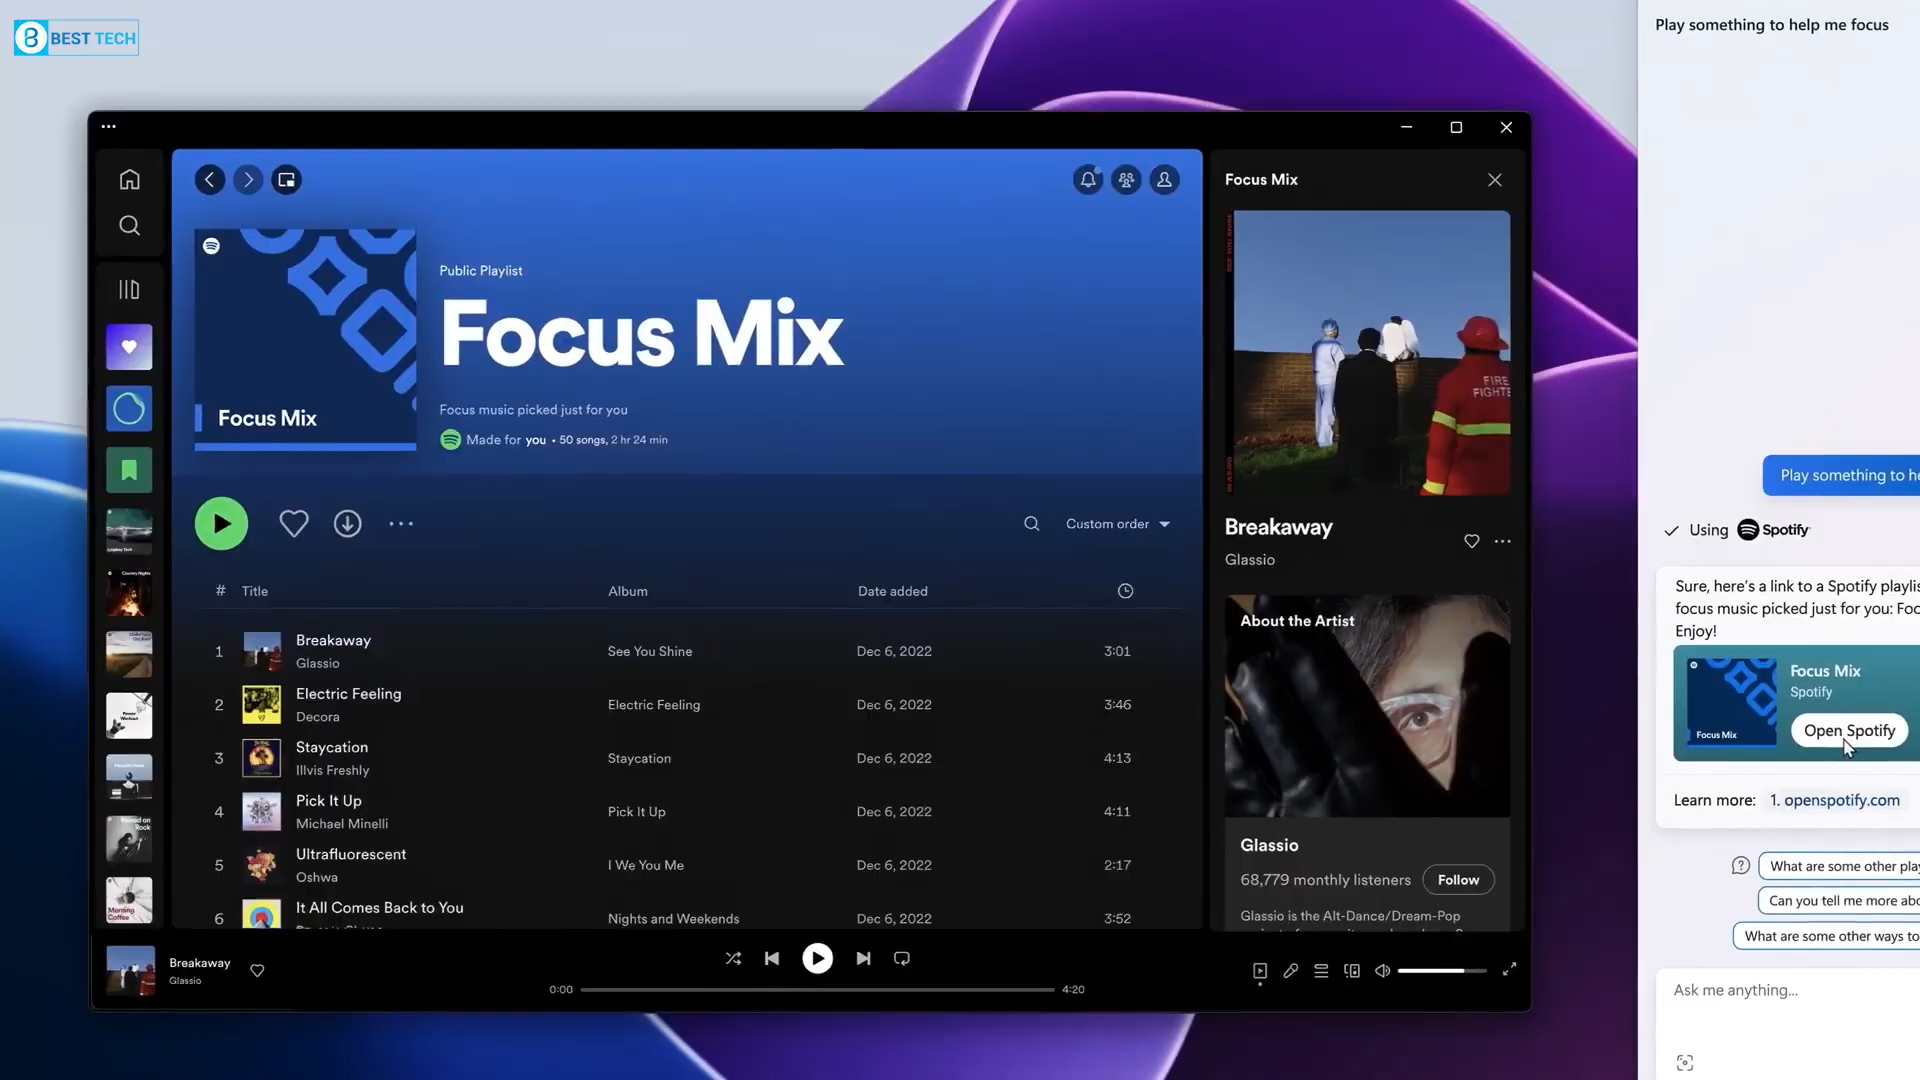 BEST TECH
Play something to help me focus
Focus Mix
Public Playlist
Focus Mix
Focus Mix
Focus music picked just for you
Made for you • 50 songs, 2 hr 24 min
Custom order
# Title Album Date added
1 Breakaway See You Shine Dec 6, 2022 3:01
Glassio
2 Electric Feeling Electric Feeling Dec 6, 2022 3:46
Decora
3 Staycation Staycation Dec 6, 2022 4:13
Illvis Freshly
4 Pick It Up Pick It Up Dec 6, 2022 4:11
Michael Minelli
5 Ultrafluorescent I We You Me Dec 6, 2022 2:17
Oshwa
6 It All Comes Back to You Nights and Weekends Dec 6, 2022 3:52
FIRE
FIGHTE
Breakaway
Glassio
About the Artist
Glassio
68,779 monthly listeners Follow
Glassio is the Alt-Dance/Dream-Pop
Country Nights
Power
Workout
Morning
Coffee
Breakaway
Glassio
0:00 4:20
Play something to he
Using Spotify
Sure, here's a link to a Spotify playlis
focus music picked just for you: Foc
Enjoy!
Focus Mix
Spotify
Focus Mix
Open Spotify
Learn more: 1. openspotify.com
What are some other play
Can you tell me more abo
What are some other ways to
Ask me anything...